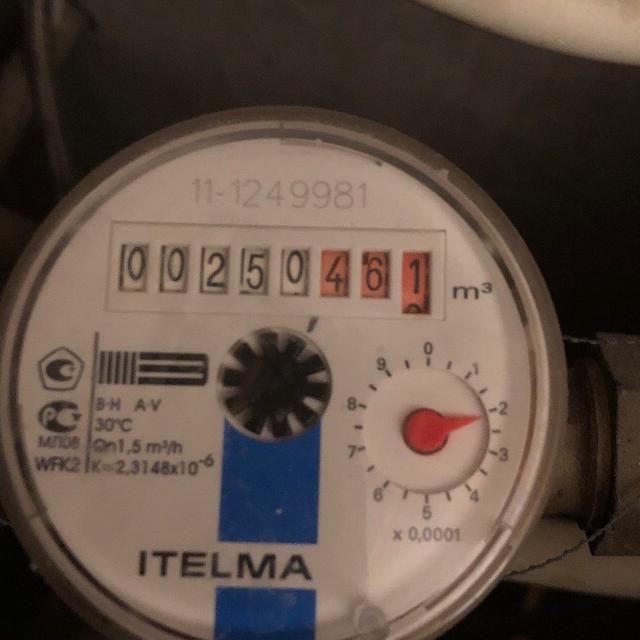 11-1249981
00250461 m³
B-H A-V
30°C
МЛ08 Qn1,5 m³/h
WFK2 K=2,3148x10⁻⁶
0
9 1
8 2
7 3
6 4
5
x 0,0001
ITELMA